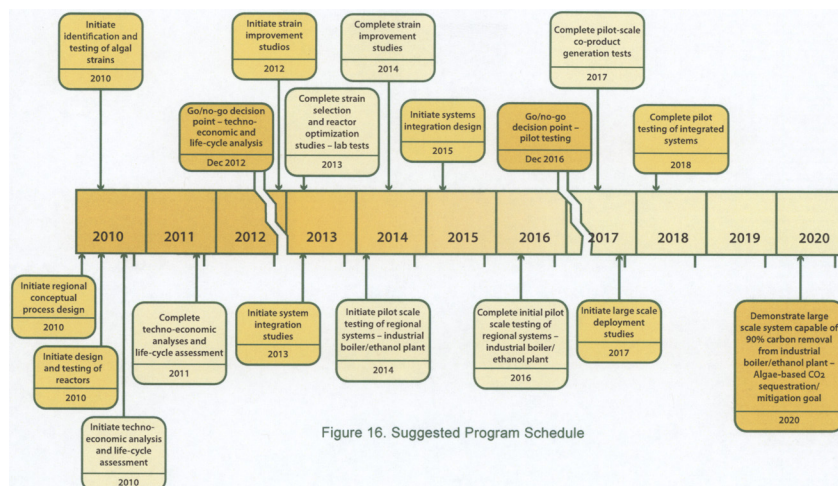 Initiate
identification and
testing of algal
strains
2010
Go/no-go decision
point – techno-
economic and
life-cycle analysis
Dec 2012
Initiate strain
improvement
studios
2012
Complete strain
selection
and reactor
optimization
studies – lab tests
2013
Complete strain
improvement
studies
2014
Initiate systems
integration design
2015
Go/no-go
decision point –
pilot testing
Dec 2016
Complete pilot-scale
co-product
generation tests
2017
Complete pilot
testing of integrated
systems
2018
2010
2011
2012
2013
2014
2015
2016
2017
2018
2019
2020
Initiate regional
conceptual
process design
2010
Initiate design
and testing of
reactors
2010
Initiate techno-
economic analysis
and life-cycle
assessment
2010
Complete
techno-economic
analyses and
life-cycle assessment
2011
Initiate system
integration
studies
2013
Initiate pilot scale
testing of regional
systems – industrial
boiler/ethanol plant
2014
Complete initial pilot
scale testing of
regional systems –
industrial boiler/
ethanol plant
2016
Initiate large scale
deployment
studies
2017
Demonstrate large
scale system capable of
90% carbon removal
from industrial
boiler/ethanol plant –
Algae-based CO₂
sequestration/
mitigation goal
2020
Figure 16. Suggested Program Schedule